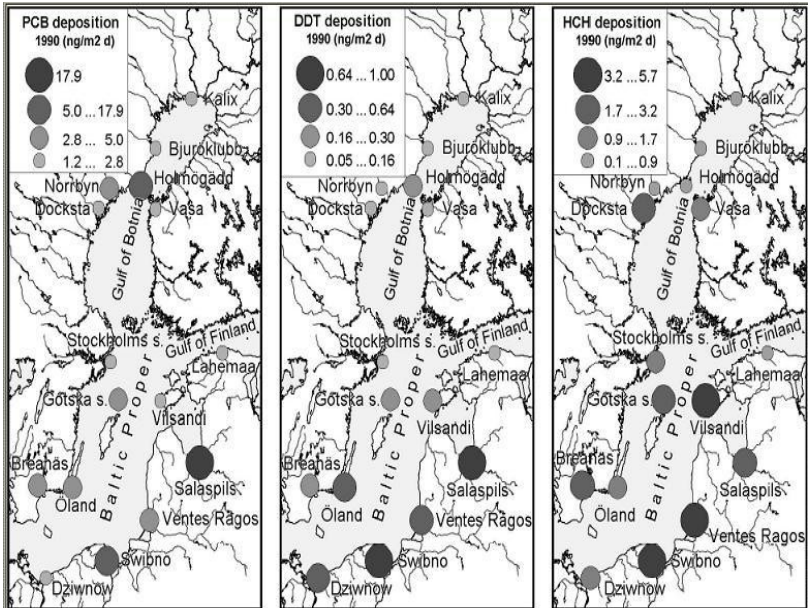 PCB deposition
1990 (ng/m2 d)
17.9
5.0 ... 17.9
2.8 ... 5.0
1.2 ... 2.8
Kalix
Bjuroklubb
Norrbyn
Holmögadd
Docksta
Vasa
Gulf of Botnia
Stockholms s.
Gulf of Finland
Lahemaa
Gotska s.
Vilsandi
Baltic Proper
Breanäs
Öland
Salaspils
Ventes Ragos
Swibno
Dziwnow
DDT deposition
1990 (ng/m2 d)
0.64 ... 1.00
0.30 ... 0.64
0.16 ... 0.30
0.05 ... 0.16
Kalix
Bjuroklubb
Norrbyn
Holmögadd
Docksta
Vasa
Gulf of Botnia
Stockholms s.
Gulf of Finland
Lahemaa
Gotska s.
Vilsandi
Baltic Proper
Breanäs
Öland
Salaspils
Ventes Ragos
Swibno
Dziwnow
HCH deposition
1990 (ng/m2 d)
3.2 ... 5.7
1.7 ... 3.2
0.9 ... 1.7
0.1 ... 0.9
Kalix
Bjuroklubb
Norrbyn
Holmögadd
Docksta
Vasa
Gulf of Botnia
Stockholms s.
Gulf of Finland
Lahemaa
Gotska s.
Vilsandi
Baltic Proper
Breanäs
Öland
Salaspils
Ventes Ragos
Swibno
Dziwnow